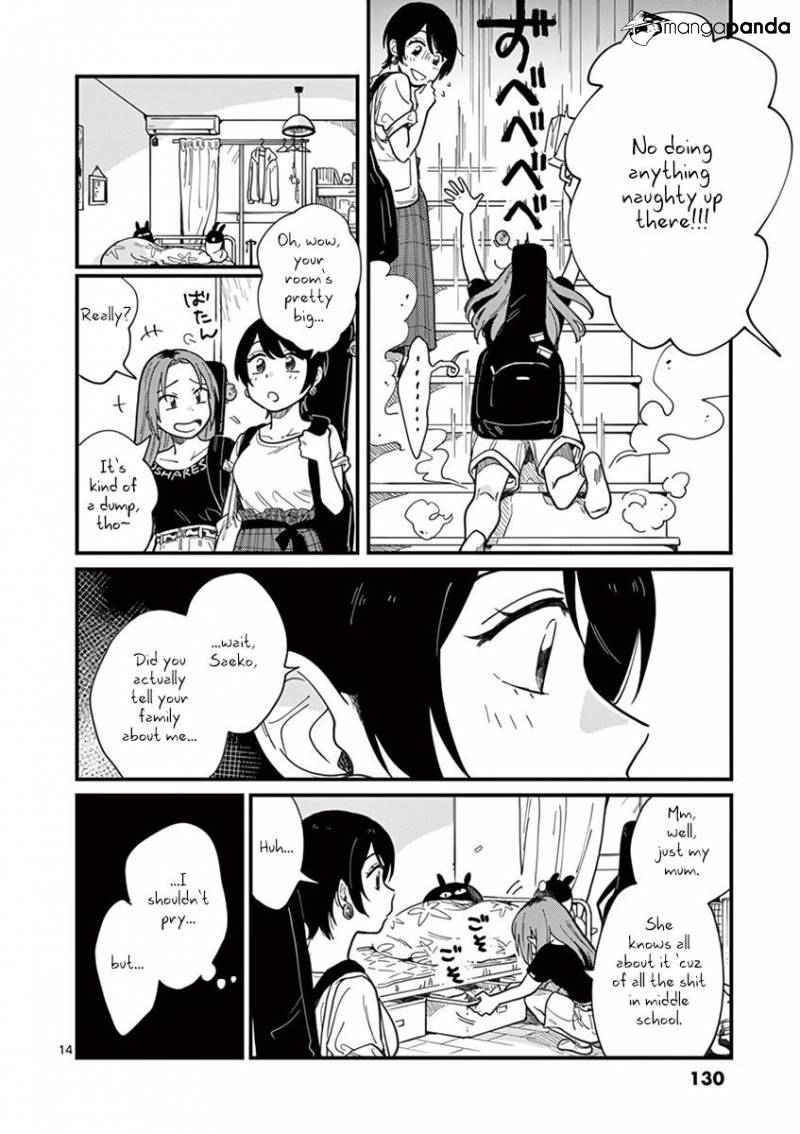 mangapanda
No doing
anything
naughty up
there!!!
ずべべべべ
......
Oh, wow,
your
room's
pretty
big...
Really?
ばたん
It's
kind of
a dump,
tho~
DSHARES
...wait,
Saeko,
Did you
actually
tell your
family
about me...
Mm,
well,
just my
mum.
She
knows all
about it 'cuz
of all the shit
in middle
school.
Huh...
ごそ
ごそ
...I
shouldn't
pry...
but...
14
130